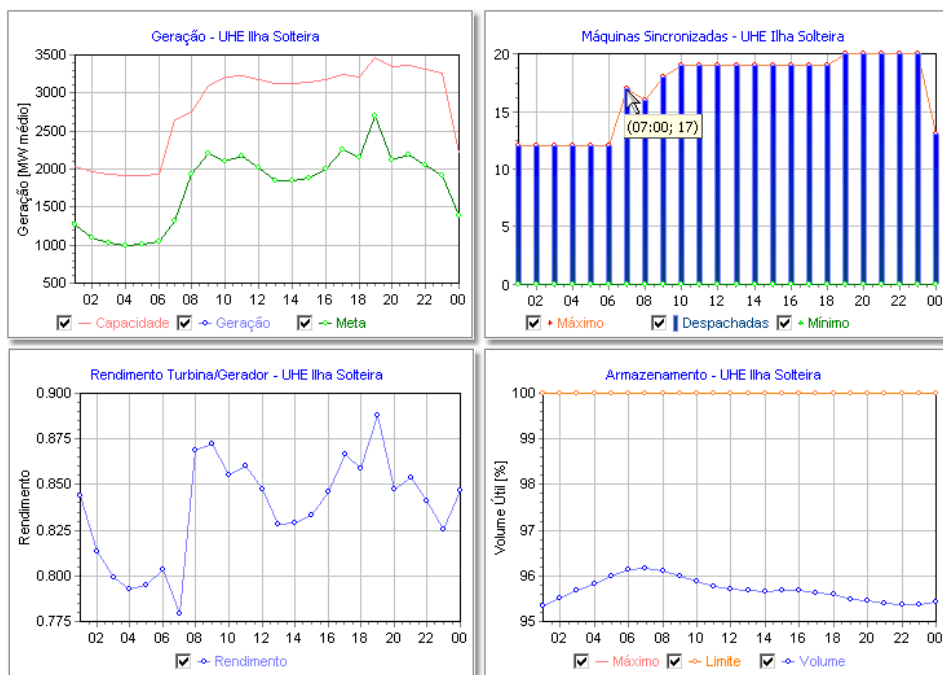 Geração - UHE Ilha Solteira
3500
3000
2500
2000
1500
1000
500
Geração [MW médio]
02 04 06 08 10 12 14 16 18 20 22 00
Capacidade Geração Meta
Máquinas Sincronizadas - UHE Ilha Solteira
20
15
10
5
0
(07:00; 17)
02 04 06 08 10 12 14 16 18 20 22 00
Máximo Despachadas Mínimo
Rendimento Turbina/Gerador - UHE Ilha Solteira
0.900
0.875
0.850
0.825
0.800
0.775
Rendimento
02 04 06 08 10 12 14 16 18 20 22 00
Rendimento
Armazenamento - UHE Ilha Solteira
100
99
98
97
96
95
Volume Útil [%]
02 04 06 08 10 12 14 16 18 20 22 00
Máximo Limite Volume